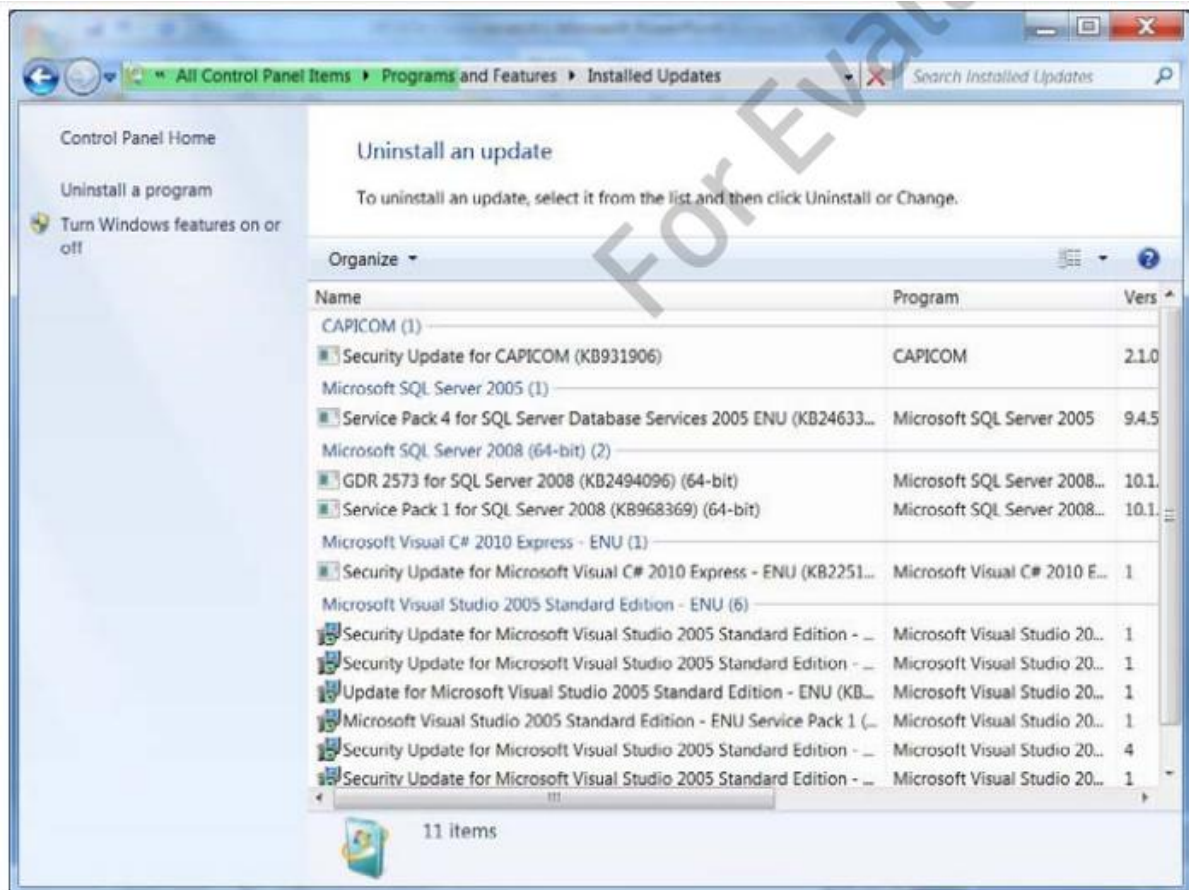 For Evalu
« All Control Panel Items ▸ Programs and Features ▸ Installed Updates
Search Installed Updates
Control Panel Home
Uninstall a program
Turn Windows features on or
off
Uninstall an update
To uninstall an update, select it from the list and then click Uninstall or Change.
Organize
Name Program Vers
CAPICOM (1)
Security Update for CAPICOM (KB931906) CAPICOM 2.1.0
Microsoft SQL Server 2005 (1)
Service Pack 4 for SQL Server Database Services 2005 ENU (KB24633... Microsoft SQL Server 2005 9.4.5
Microsoft SQL Server 2008 (64-bit) (2)
GDR 2573 for SQL Server 2008 (KB2494096) (64-bit) Microsoft SQL Server 2008... 10.1.
Service Pack 1 for SQL Server 2008 (KB968369) (64-bit) Microsoft SQL Server 2008... 10.1.
Microsoft Visual C# 2010 Express - ENU (1)
Security Update for Microsoft Visual C# 2010 Express - ENU (KB2251... Microsoft Visual C# 2010 E... 1
Microsoft Visual Studio 2005 Standard Edition - ENU (6)
Security Update for Microsoft Visual Studio 2005 Standard Edition - ... Microsoft Visual Studio 20... 1
Security Update for Microsoft Visual Studio 2005 Standard Edition - ... Microsoft Visual Studio 20... 1
Update for Microsoft Visual Studio 2005 Standard Edition - ENU (KB... Microsoft Visual Studio 20... 1
Microsoft Visual Studio 2005 Standard Edition - ENU Service Pack 1 (... Microsoft Visual Studio 20... 1
Security Update for Microsoft Visual Studio 2005 Standard Edition - ... Microsoft Visual Studio 20... 4
Security Update for Microsoft Visual Studio 2005 Standard Edition - ... Microsoft Visual Studio 20... 1
11 items